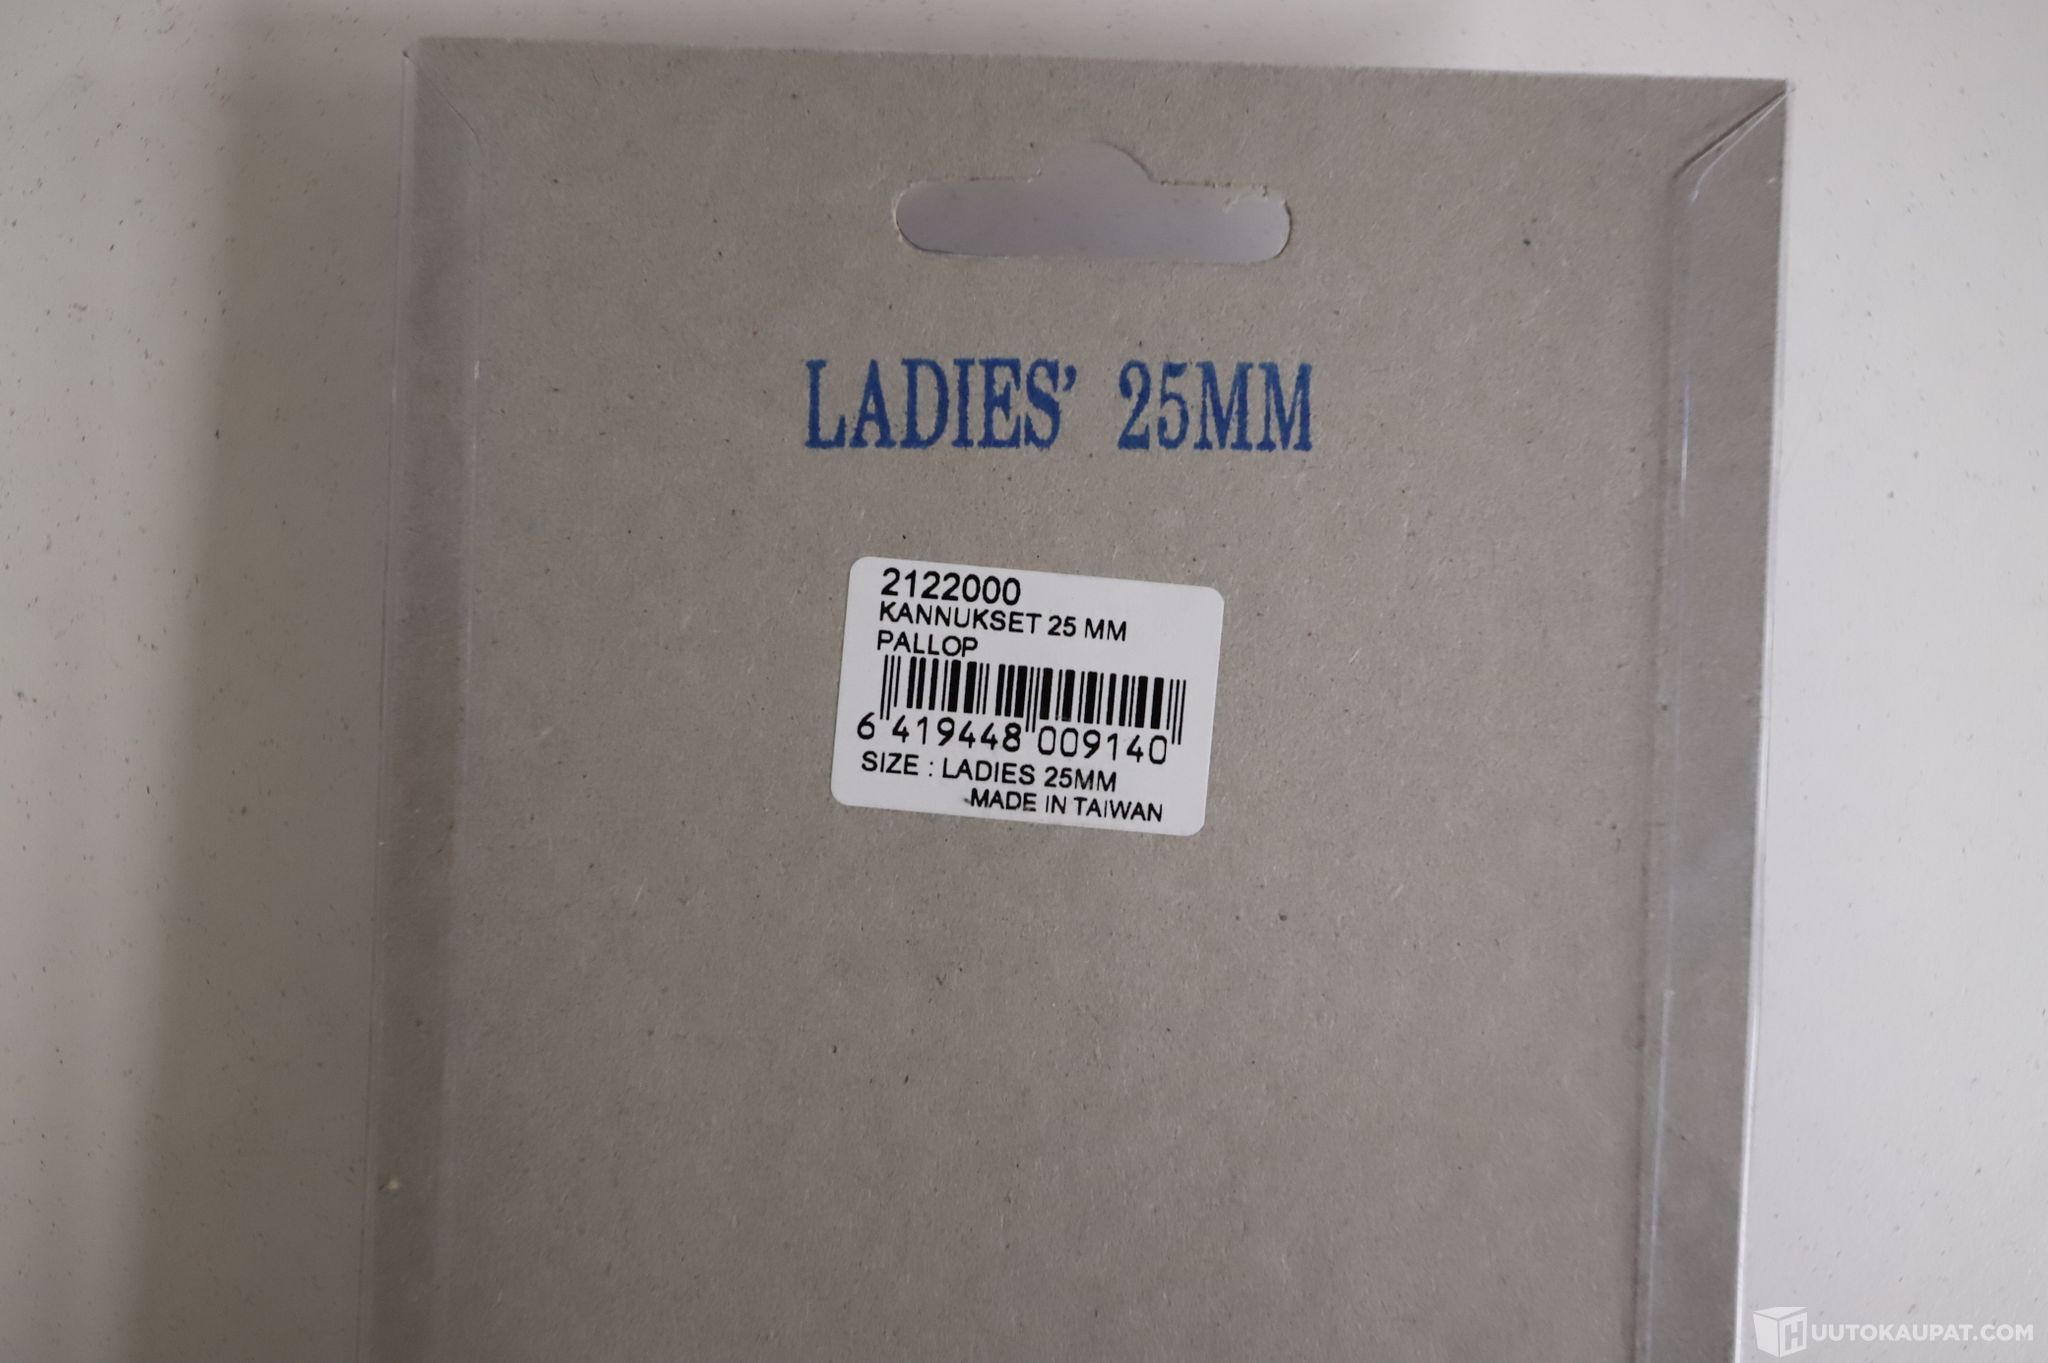 LADIES' 25MM
2122000
KANNUKSET 25 MM
PALLOP
6 419448 009140
SIZE : LADIES 25MM
MADE IN TAIWAN
HUUTOKAUPAT.COM